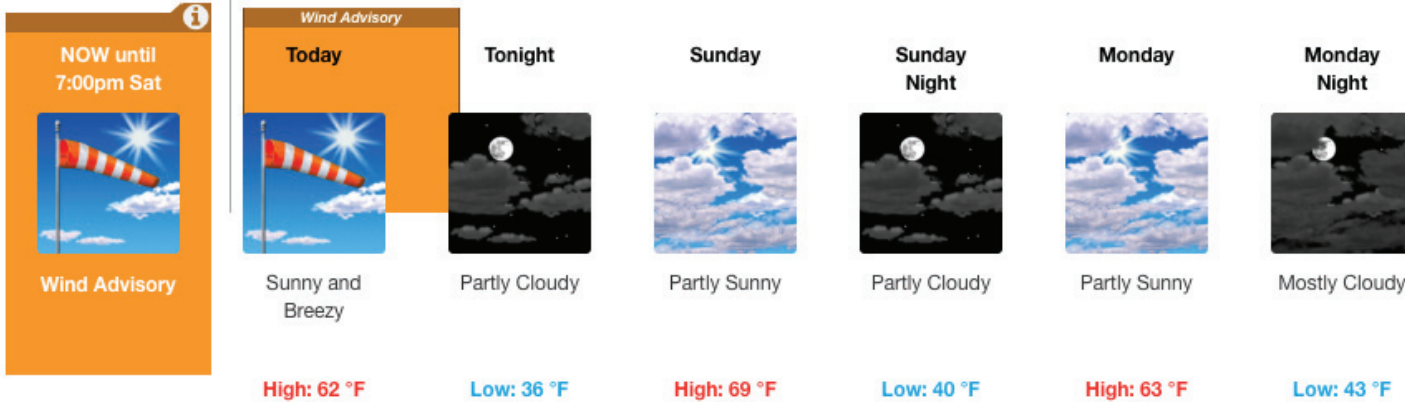 NOW until
7:00pm Sat
Wind Advisory
Wind Advisory
Today
Sunny and
Breezy
High: 62 °F
Tonight
Partly Cloudy
Low: 36 °F
Sunday
Partly Sunny
High: 69 °F
Sunday
Night
Partly Cloudy
Low: 40 °F
Monday
Partly Sunny
High: 63 °F
Monday
Night
Mostly Cloudy
Low: 43 °F